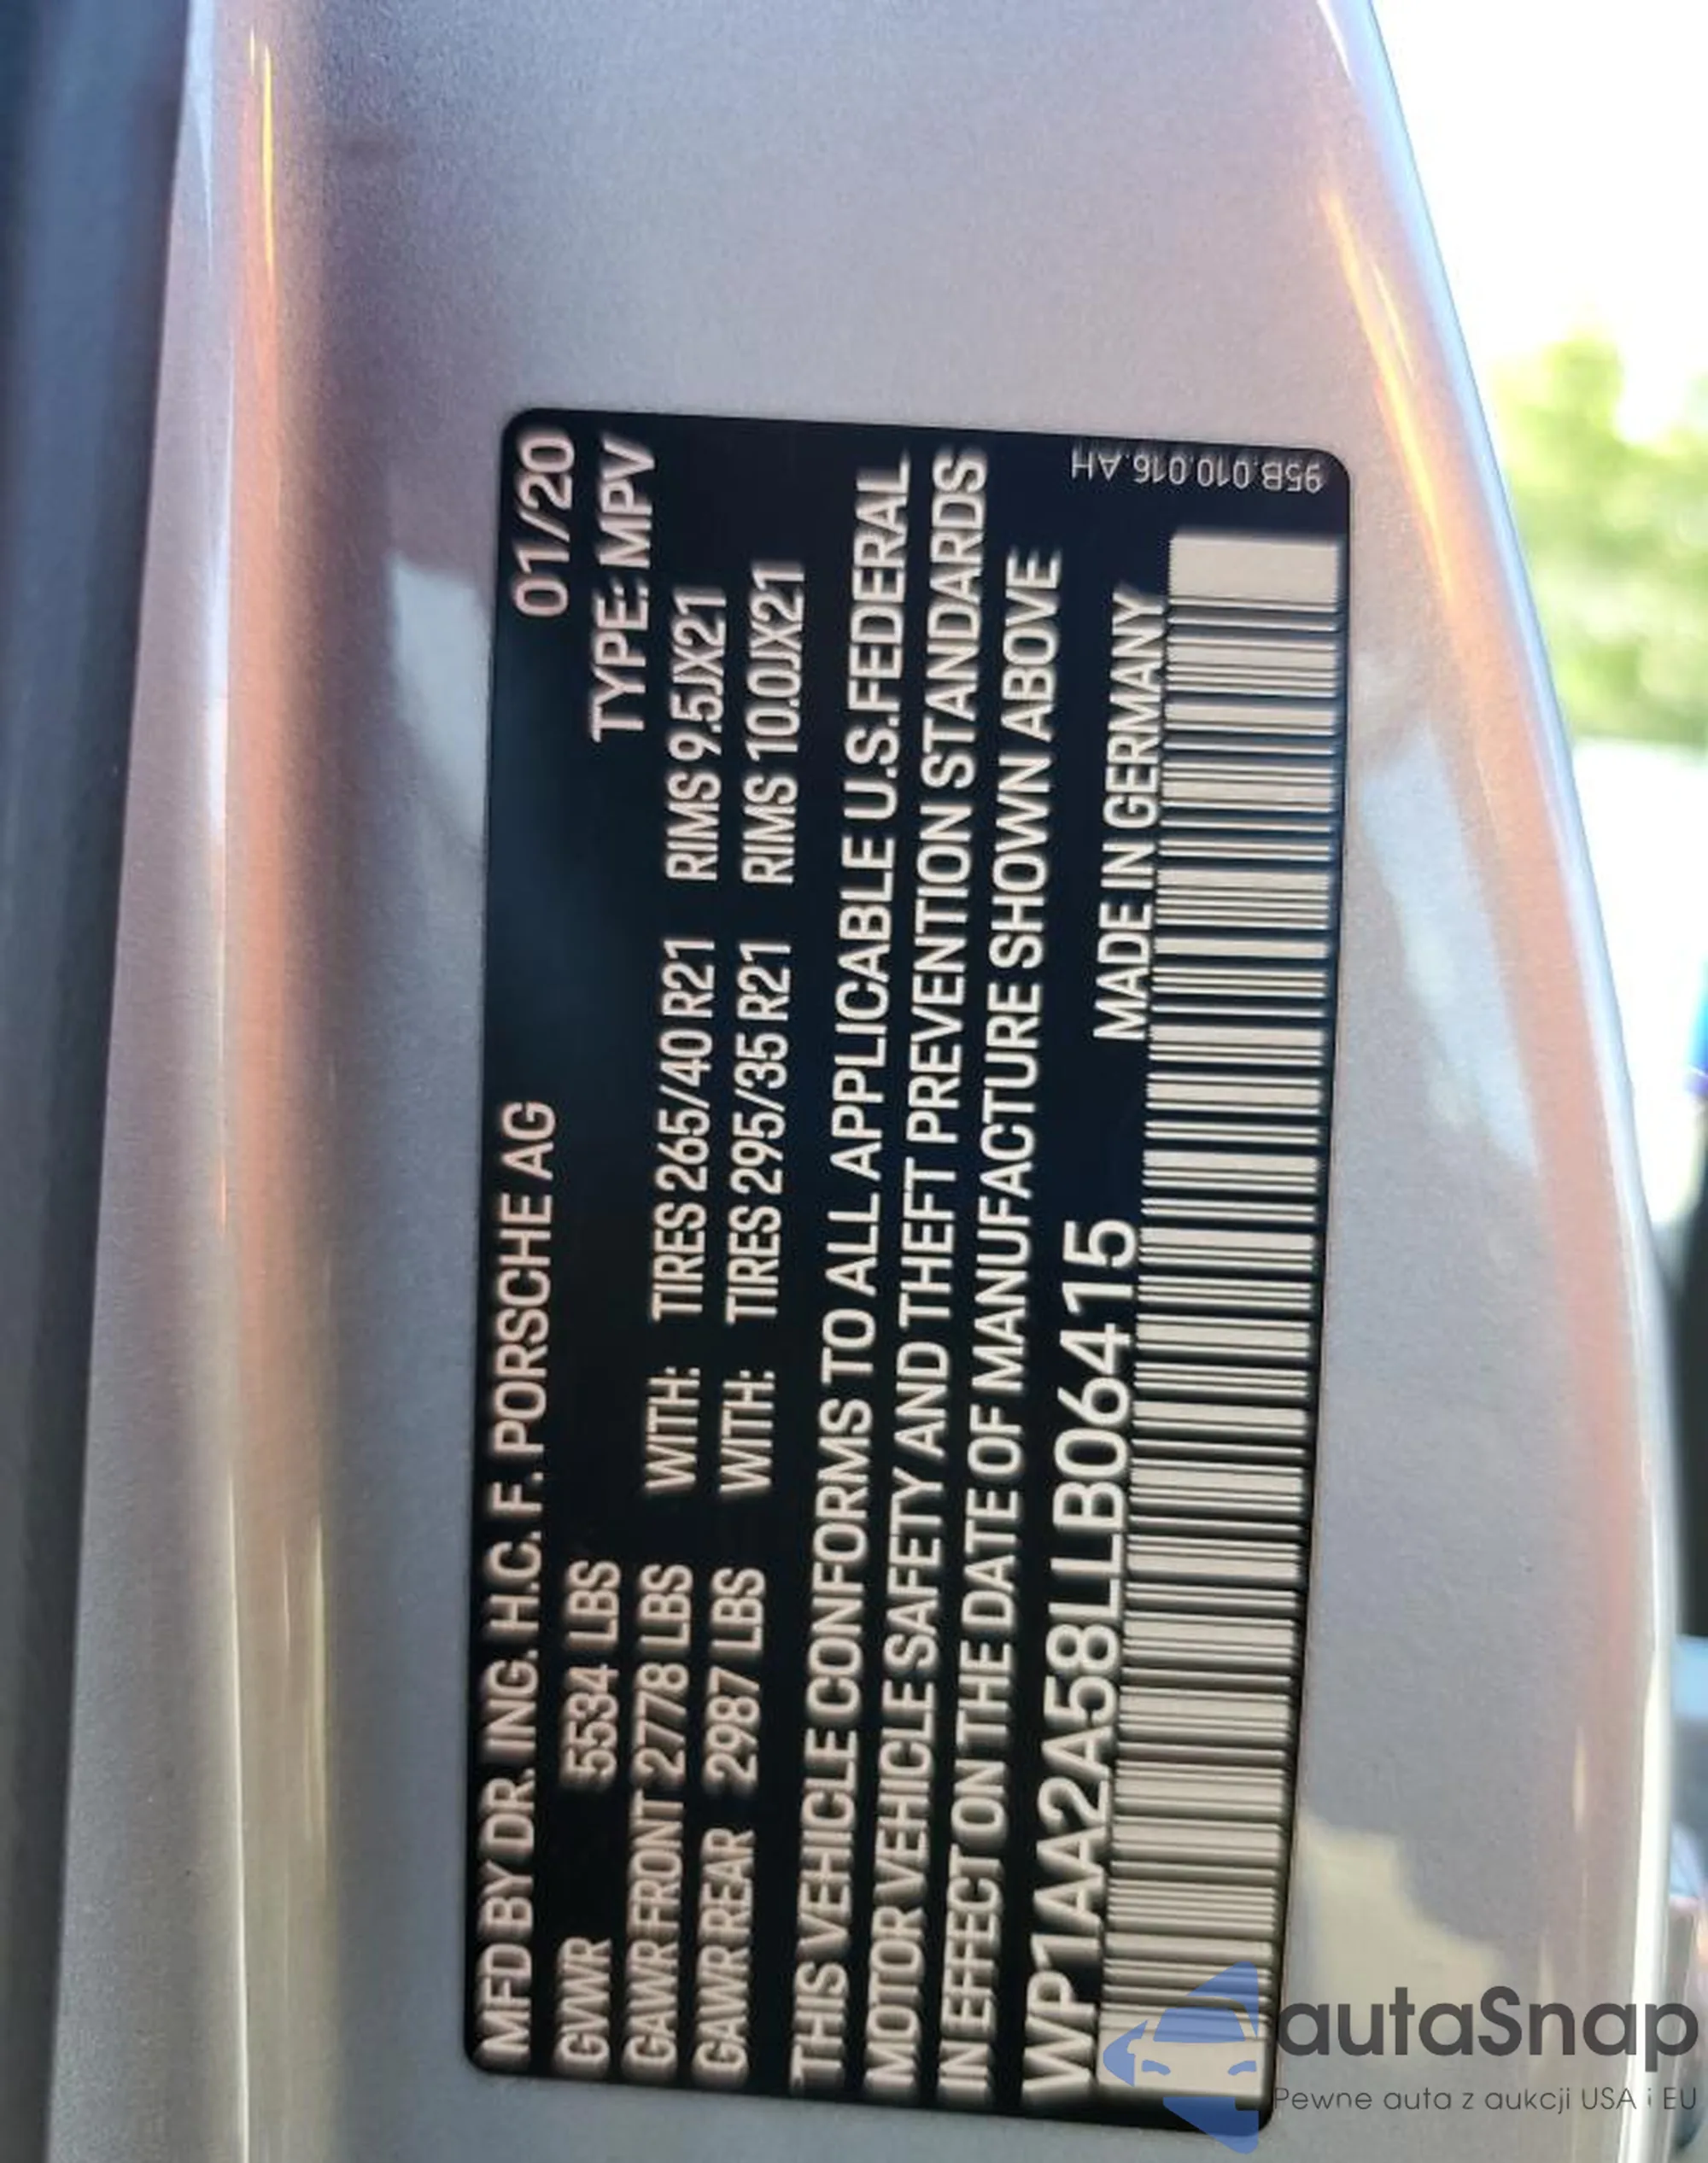 MFD BY DR. ING. H.C. F. PORSCHE AG 01/20
GVWR 5534 LBS TYPE: MPV
GAWR FRONT 2778 LBS WITH: TIRES 265/40 R21 RIMS 9.5JX21
GAWR REAR 2987 LBS WITH: TIRES 295/35 R21 RIMS 10.0JX21
THIS VEHICLE CONFORMS TO ALL APPLICABLE U.S. FEDERAL
MOTOR VEHICLE SAFETY AND THEFT PREVENTION STANDARDS
IN EFFECT ON THE DATE OF MANUFACTURE SHOWN ABOVE
WP1AA2A58LLB06415 MADE IN GERMANY
95B.010.016.AH
autaSnap
Pewne auta z aukcji USA i EU